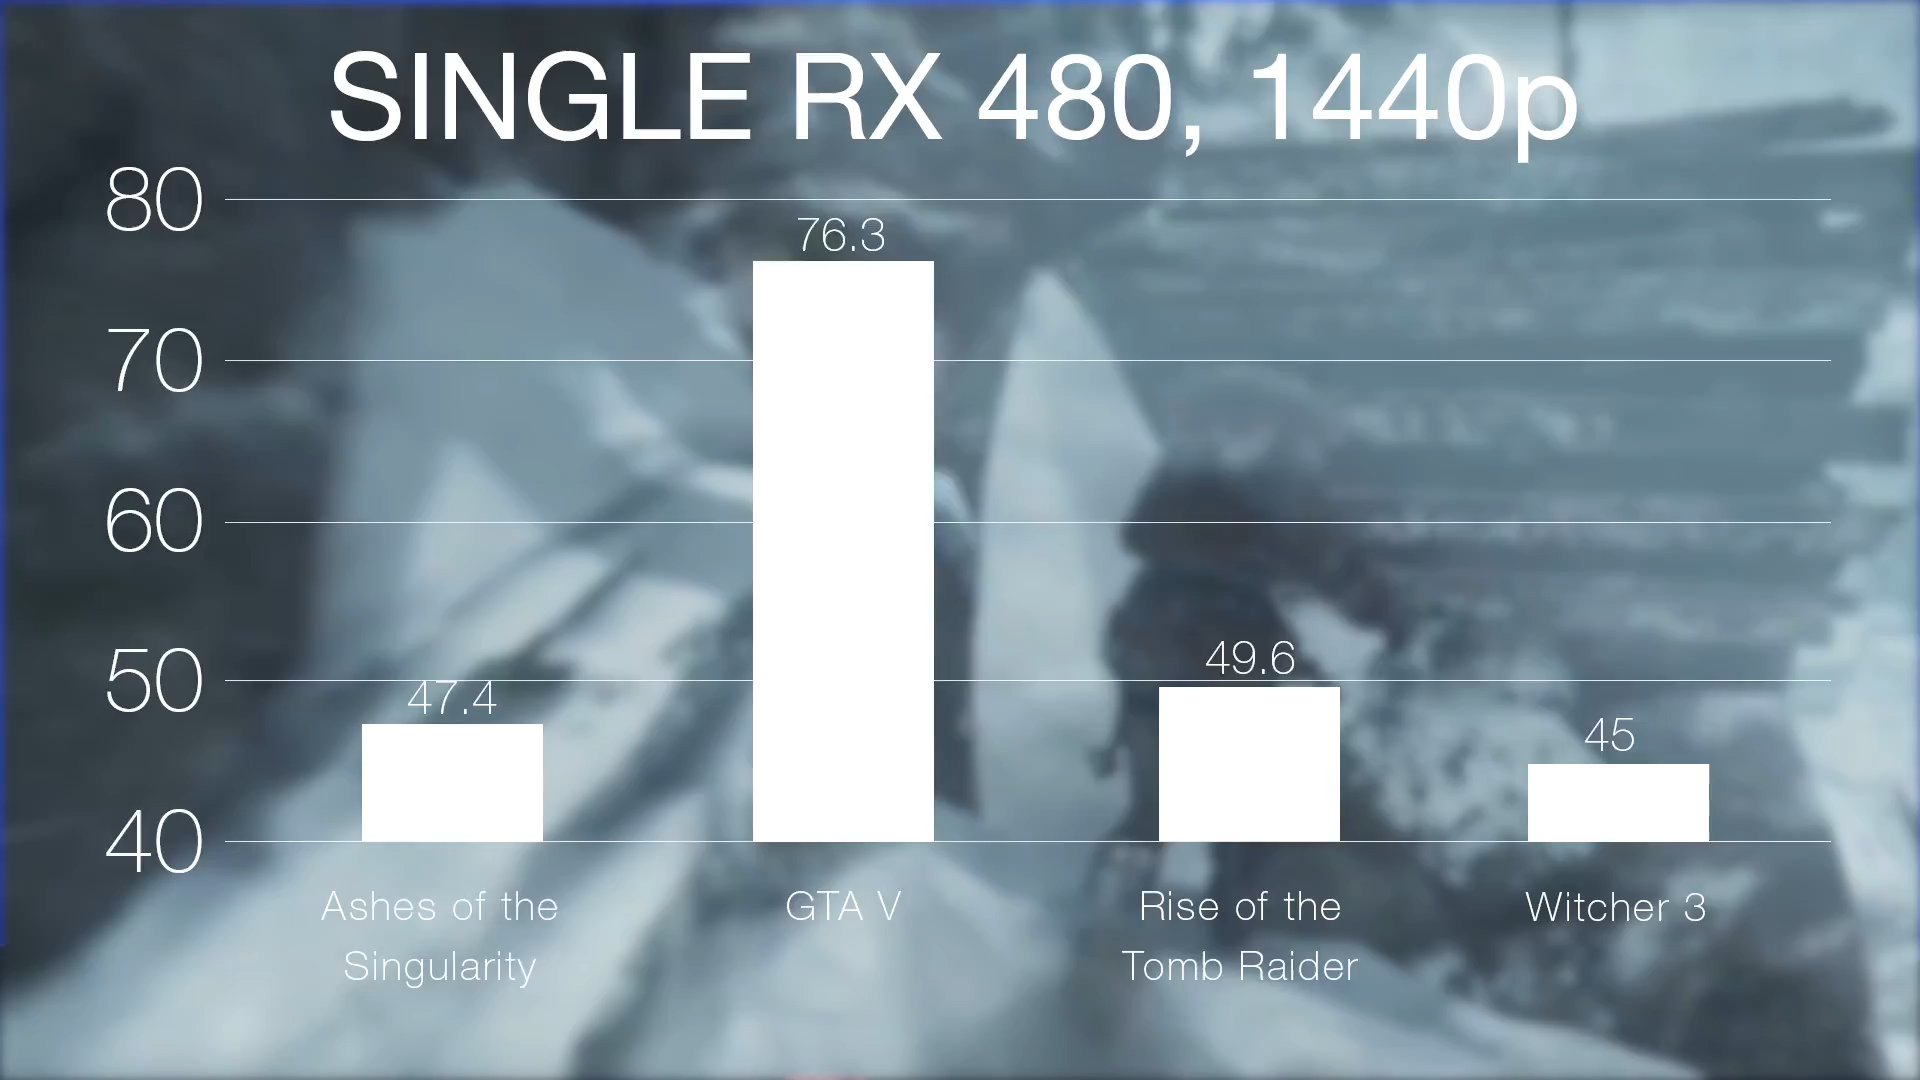 SINGLE RX 480, 1440p
80
76.3
70
60
50
49.6
47.4
45
40
Ashes of the
Singularity
GTA V
Rise of the
Tomb Raider
Witcher 3